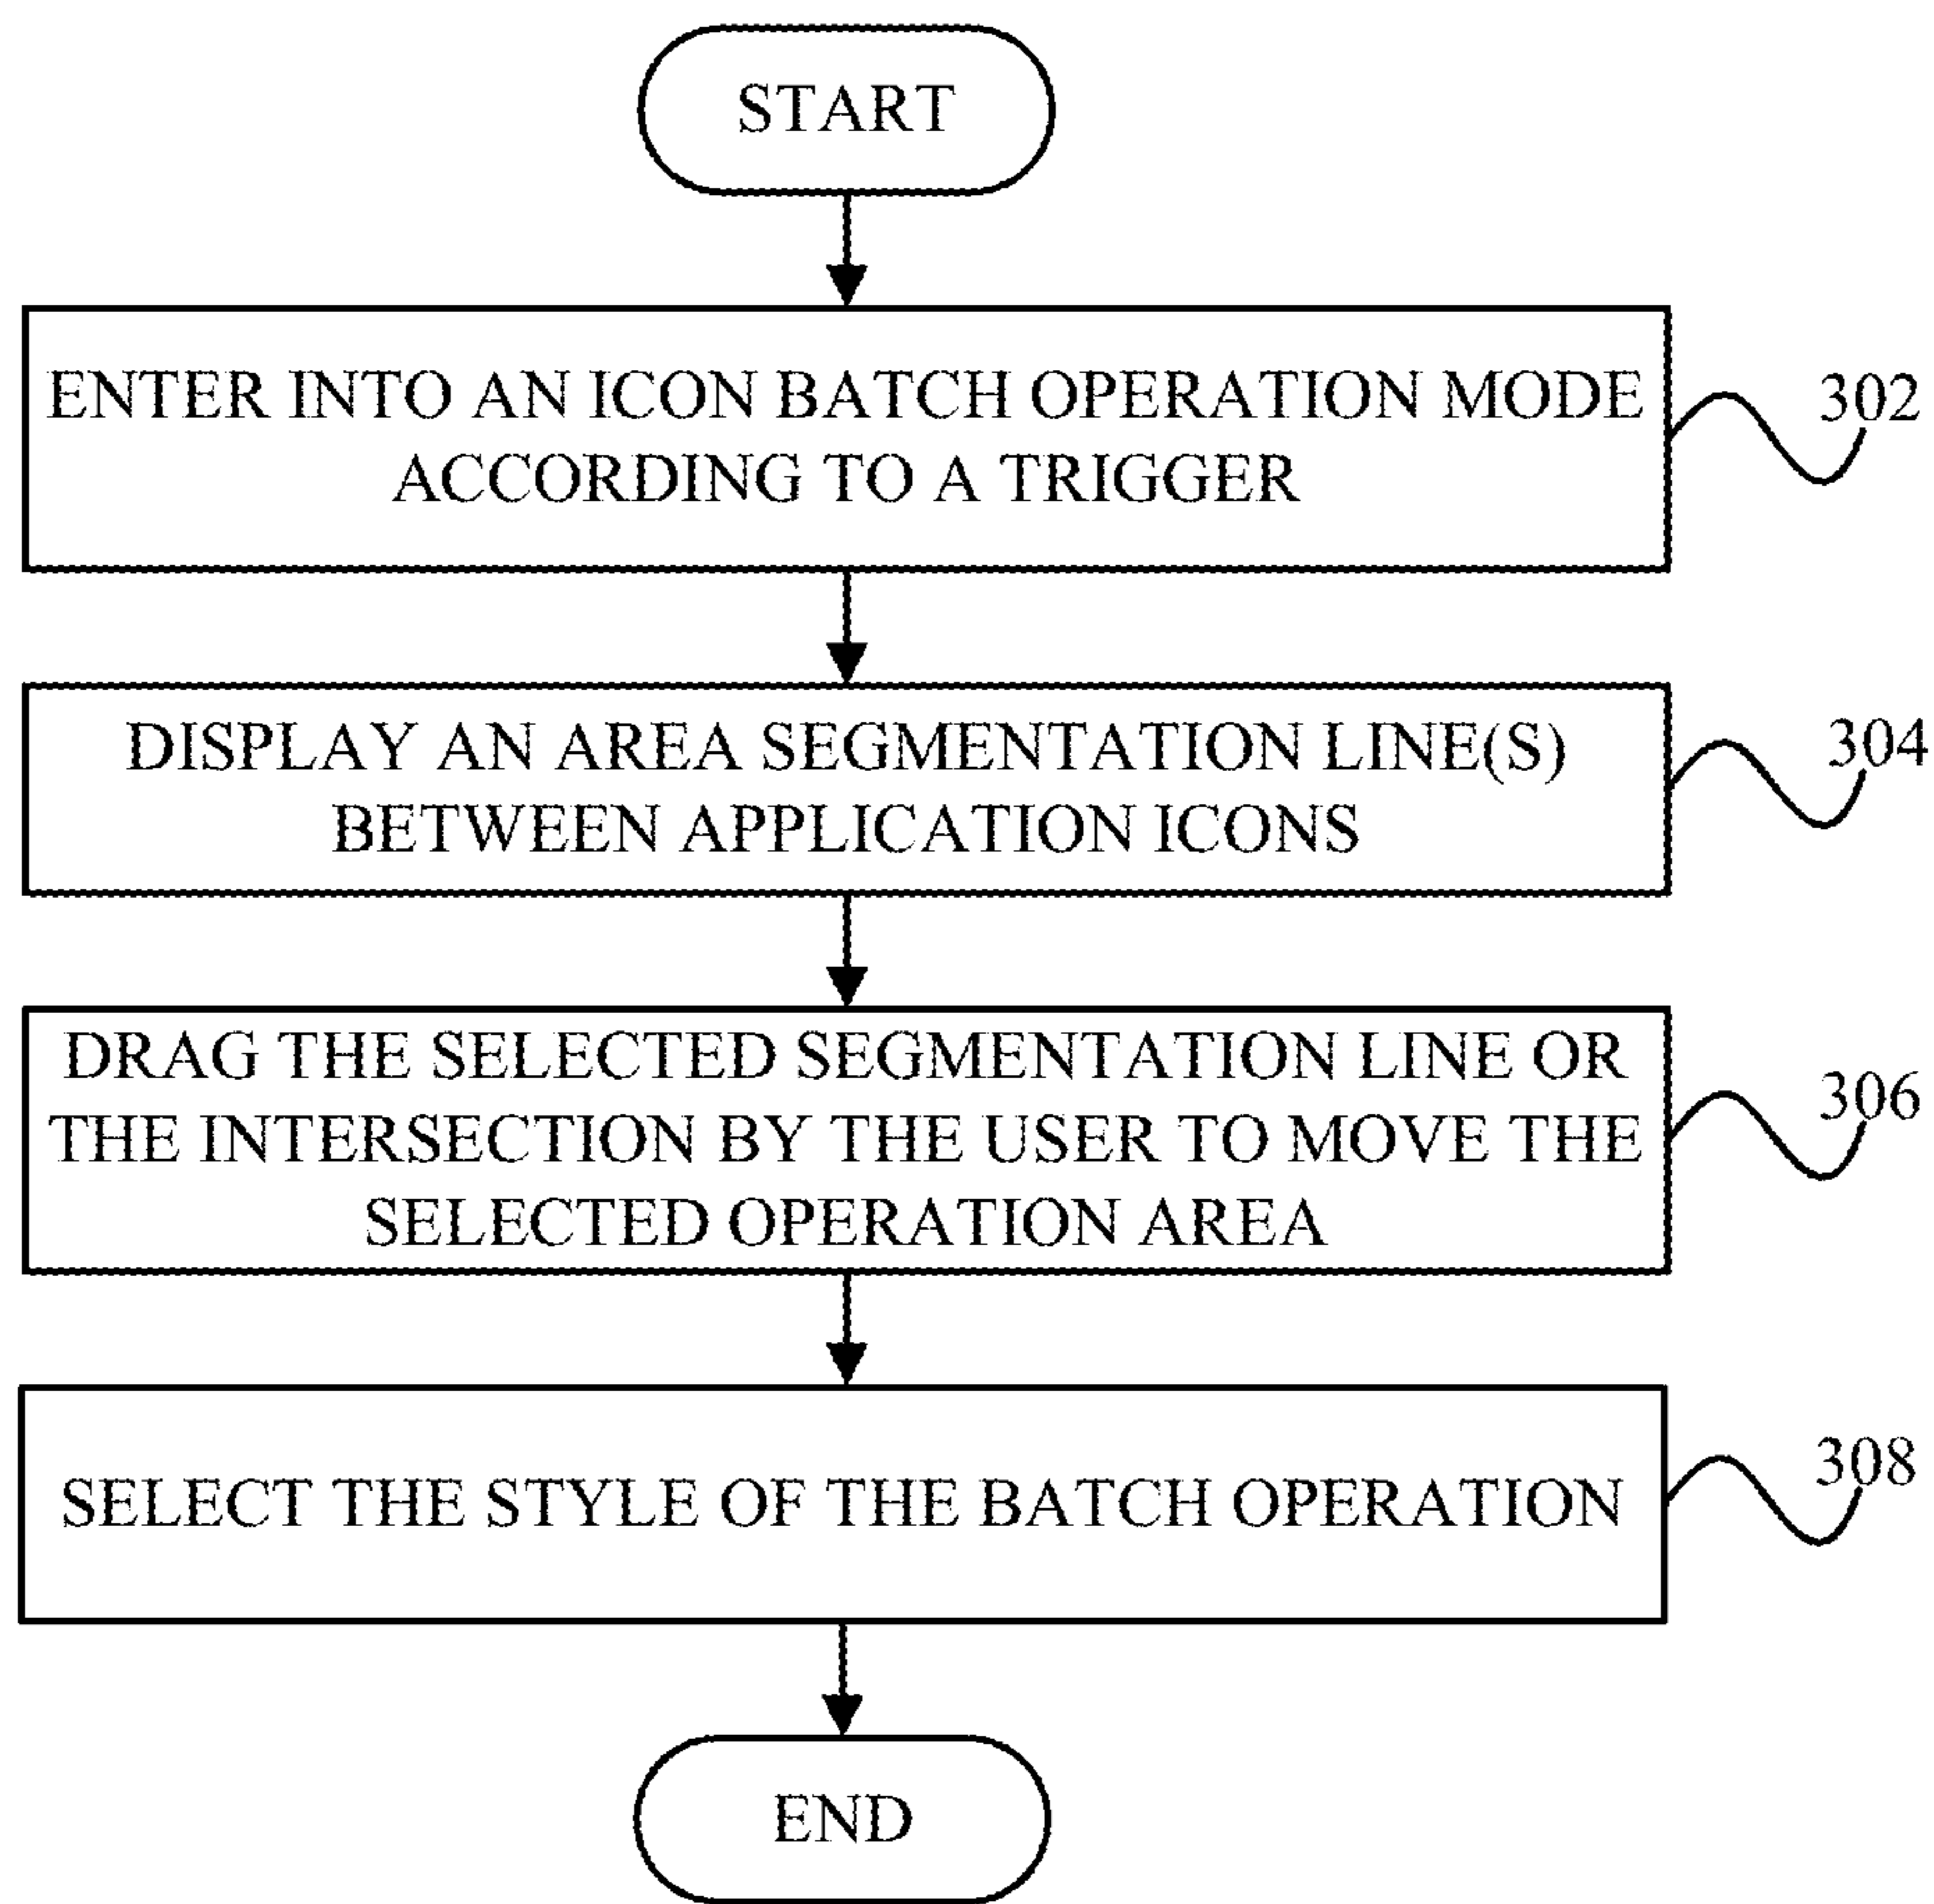 START
ENTER INTO AN ICON BATCH OPERATION MODE
ACCORDING TO A TRIGGER
302
DISPLAY AN AREA SEGMENTATION LINE(S)
BETWEEN APPLICATION ICONS
304
DRAG THE SELECTED SEGMENTATION LINE OR
THE INTERSECTION BY THE USER TO MOVE THE
SELECTED OPERATION AREA
306
SELECT THE STYLE OF THE BATCH OPERATION
308
END